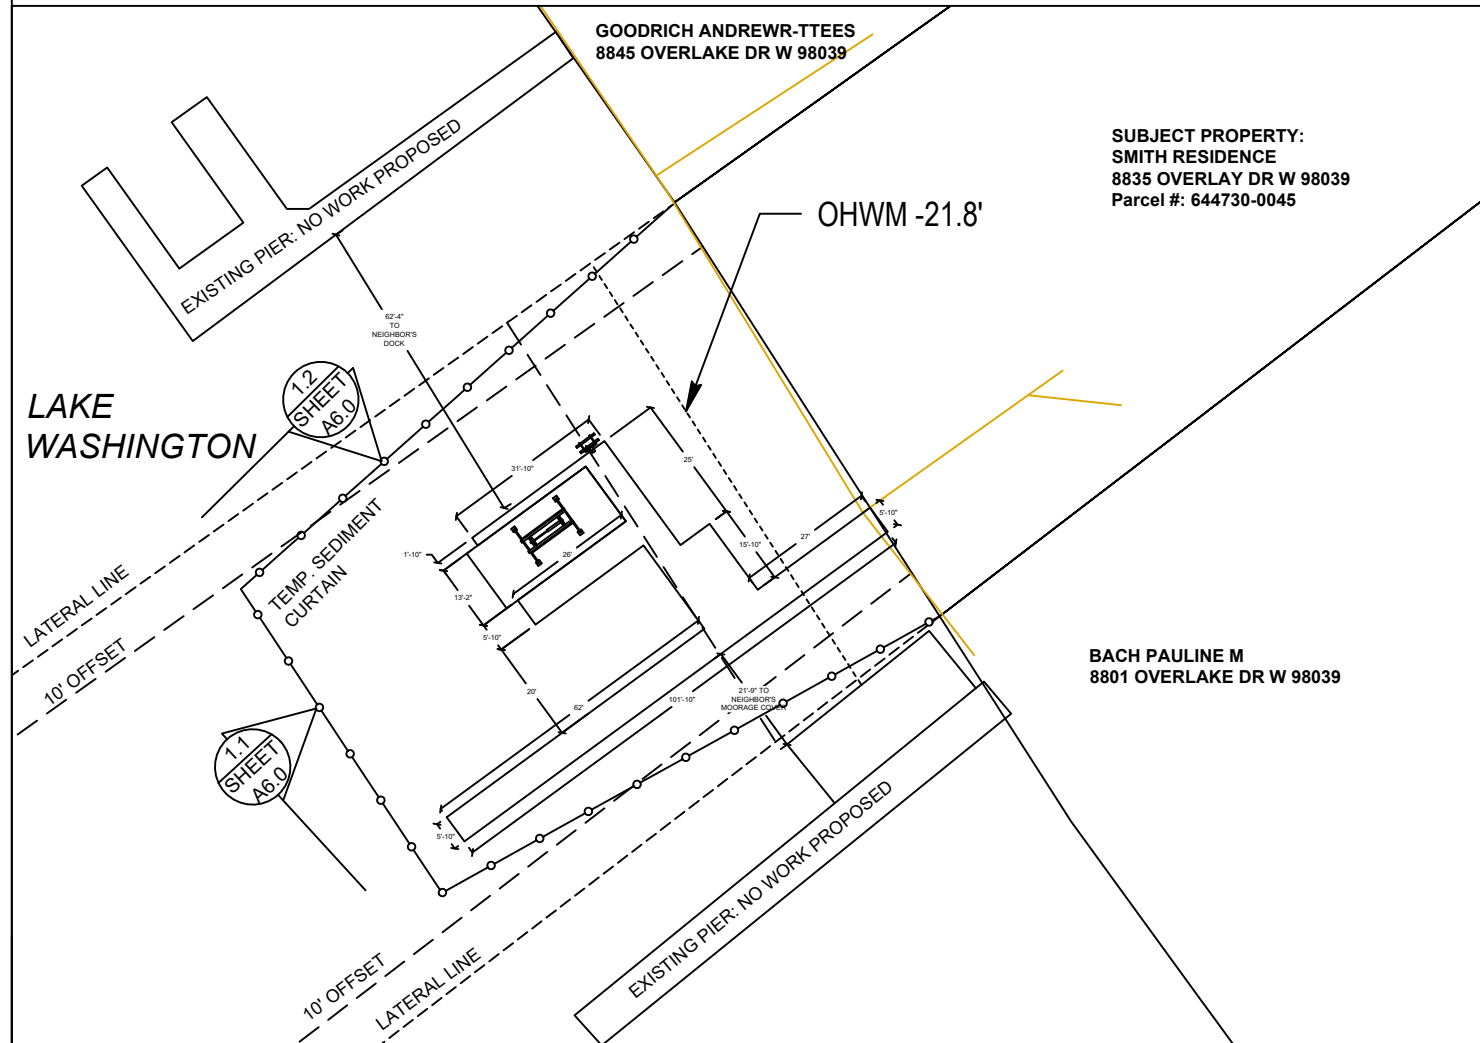 GOODRICH ANDREWR-TTEES
8845 OVERLAKE DR W 98039
SUBJECT PROPERTY:
SMITH RESIDENCE
8835 OVERLAY DR W 98039
Parcel #: 644730-0045
OHWM -21.8'
EXISTING PIER: NO WORK PROPOSED
62'-4"
TO
NEIGHBOR'S
DOCK
1.2
SHEET
A6.0
LAKE
WASHINGTON
31'-10"
25'
1'-10"
26'
15'-10"
27'
5'-10"
13'-2"
5'-10"
20'
62'
101'-10"
21'-9" TO
NEIGHBOR'S
MOORAGE COVER
5'-10"
TEMP. SEDIMENT
CURTAIN
LATERAL LINE
10' OFFSET
1.1
SHEET
A6.0
BACH PAULINE M
8801 OVERLAKE DR W 98039
EXISTING PIER: NO WORK PROPOSED
10' OFFSET
LATERAL LINE